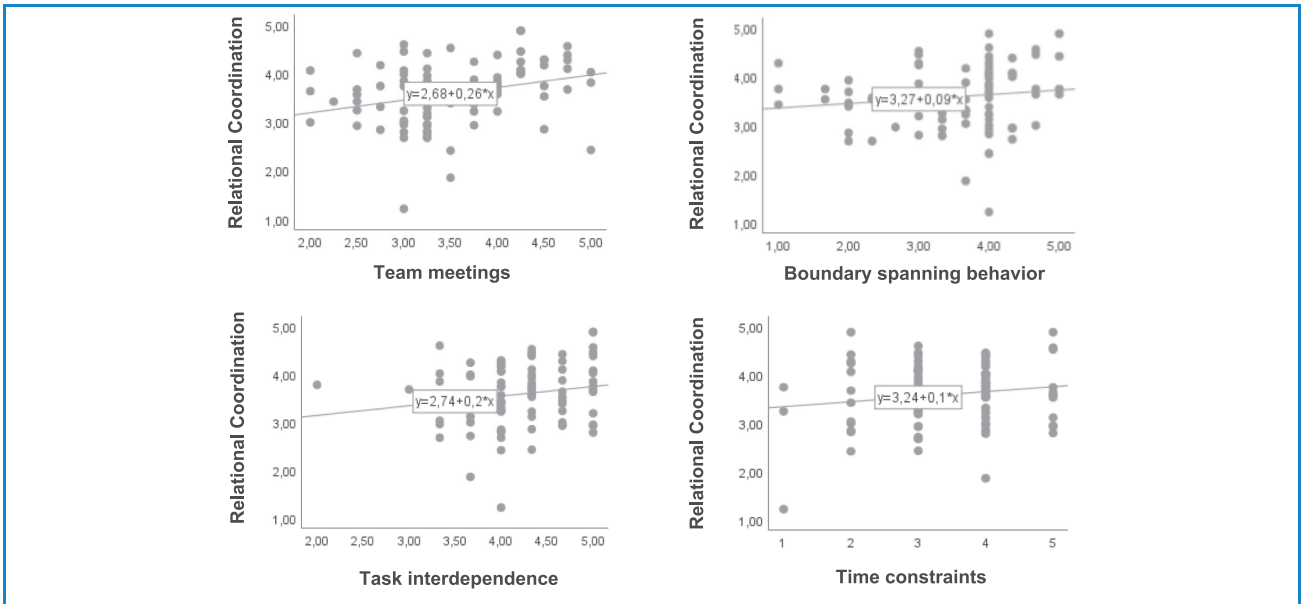 Relational Coordination
5,00
4,00
3,00
2,00
1,00
y=2,68+0,26*x
2,00 2,50 3,00 3,50 4,00 4,50 5,00
Team meetings
Relational Coordination
5,00
4,00
3,00
2,00
1,00
y=3,27+0,09*x
1,00 2,00 3,00 4,00 5,00
Boundary spanning behavior
Relational Coordination
5,00
4,00
3,00
2,00
1,00
y=2,74+0,2*x
2,00 2,50 3,00 3,50 4,00 4,50 5,00
Task interdependence
Relational Coordination
5,00
4,00
3,00
2,00
1,00
y=3,24+0,1*x
1 2 3 4 5
Time constraints